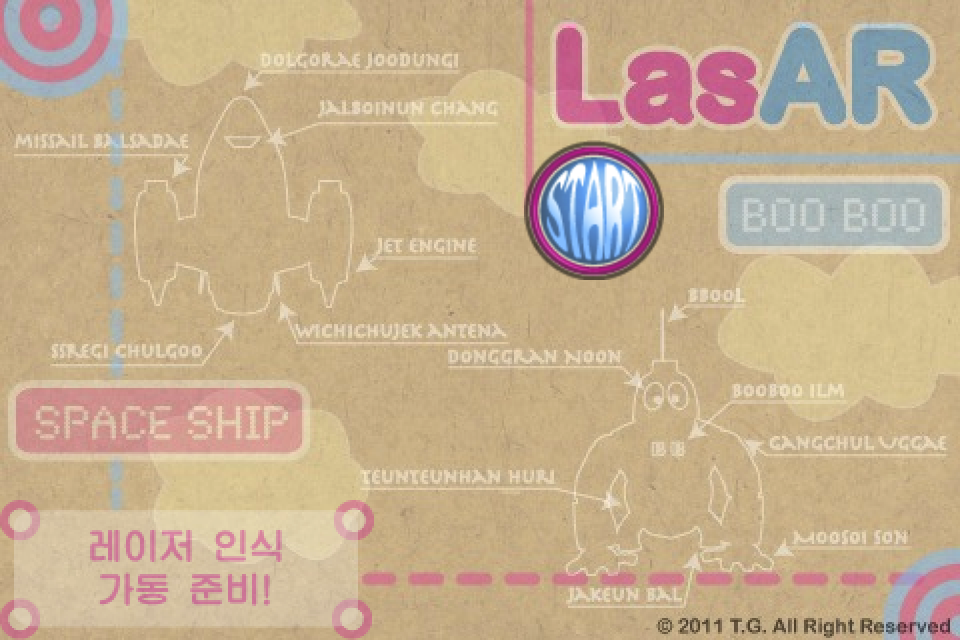 LasAR
START
BOO BOO
DOLGORAE JOODUNGI
JALBOINUN CHANG
MISSAIL BALSADAE
JET ENGINE
WICHICHUJEK ANTENA
SSREGI CHULGOO
SPACE SHIP
BBOOL
DONGGRAN NOON
BOOBOO ILM
GANGCHUL UGGAE
TEUNTEUNHAN HURI
MOOSOI SON
JAKEUN BAL
레이저 인식
가동 준비!
© 2011 T.G. All Right Reserved